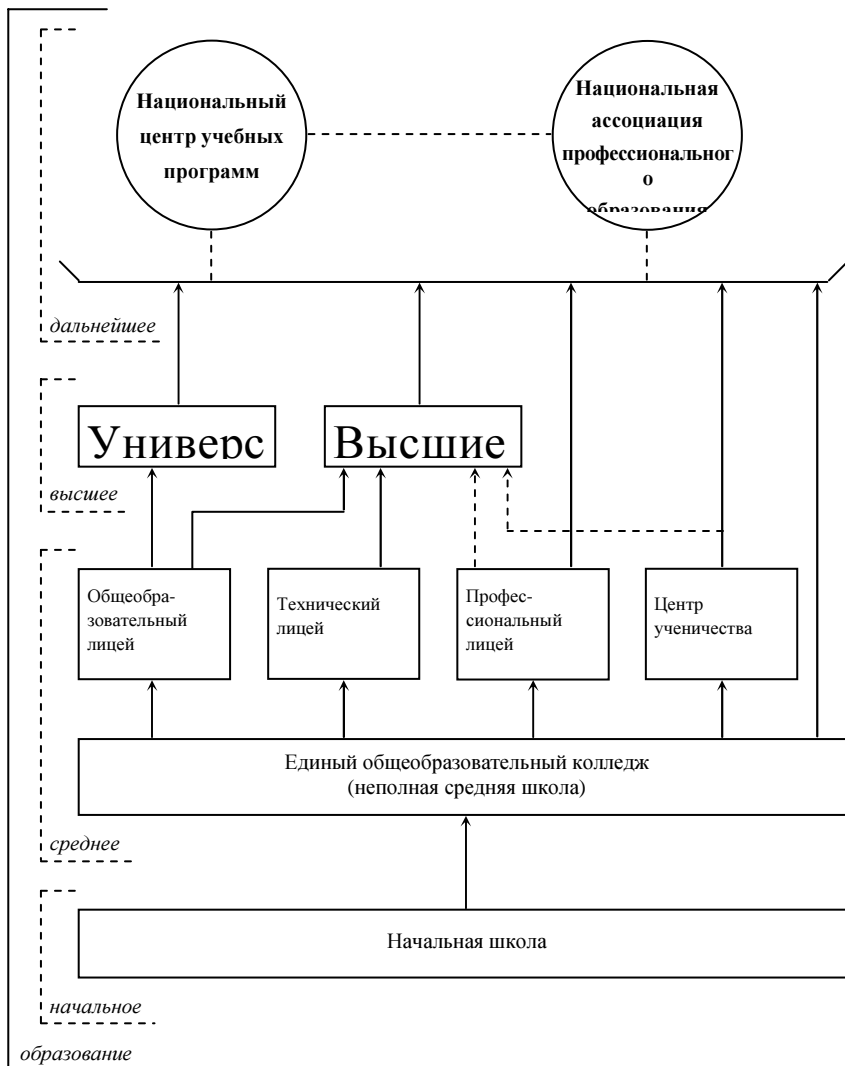 Национальный
центр учебных
программ
Национальная
ассоциация
профессиональног
о
образования
дальнейшее
Универс
Высшие
высшее
Общеобра-
зовательный
лицей
Технический
лицей
Профес-
сиональный
лицей
Центр
ученичества
Единый общеобразовательный колледж
(неполная средняя школа)
среднее
Начальная школа
начальное
образование